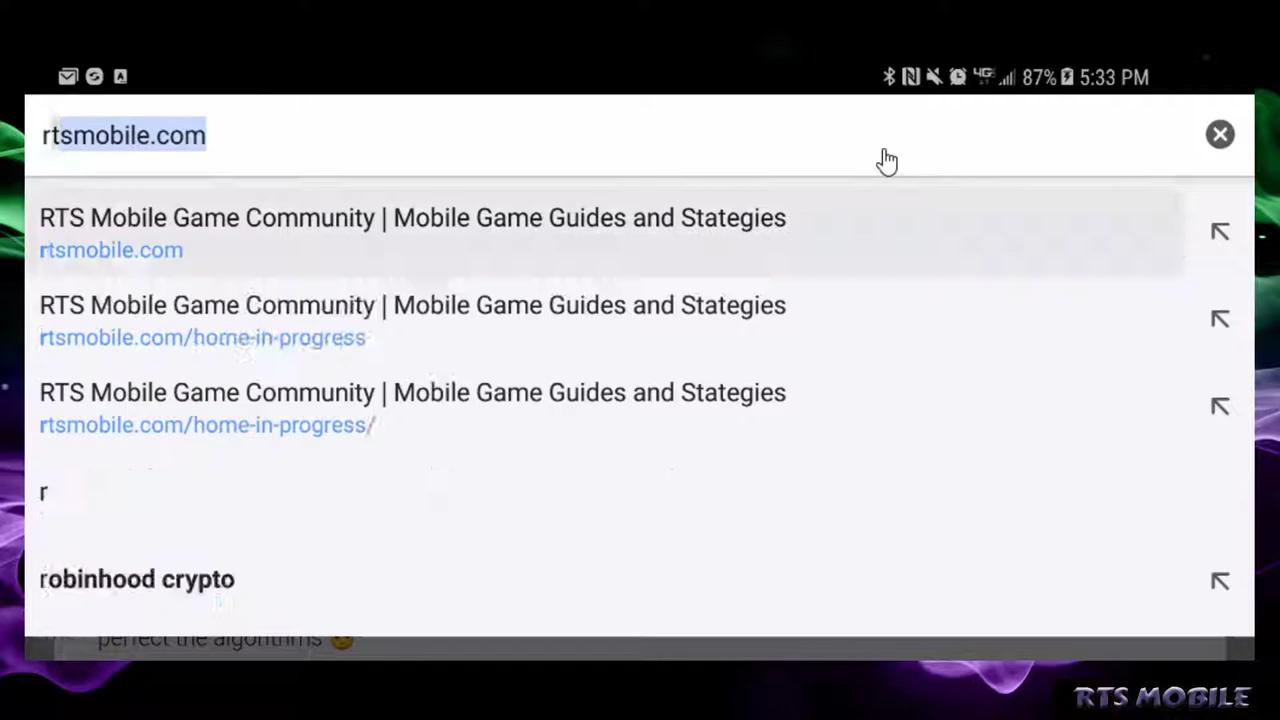 4G 87% 5:33 PM
rtsmobile.com
RTS Mobile Game Community | Mobile Game Guides and Stategies
rtsmobile.com
RTS Mobile Game Community | Mobile Game Guides and Stategies
rtsmobile.com/home-in-progress
RTS Mobile Game Community | Mobile Game Guides and Stategies
rtsmobile.com/home-in-progress/
r
robinhood crypto
perfect the algorithms
RTS MOBILE